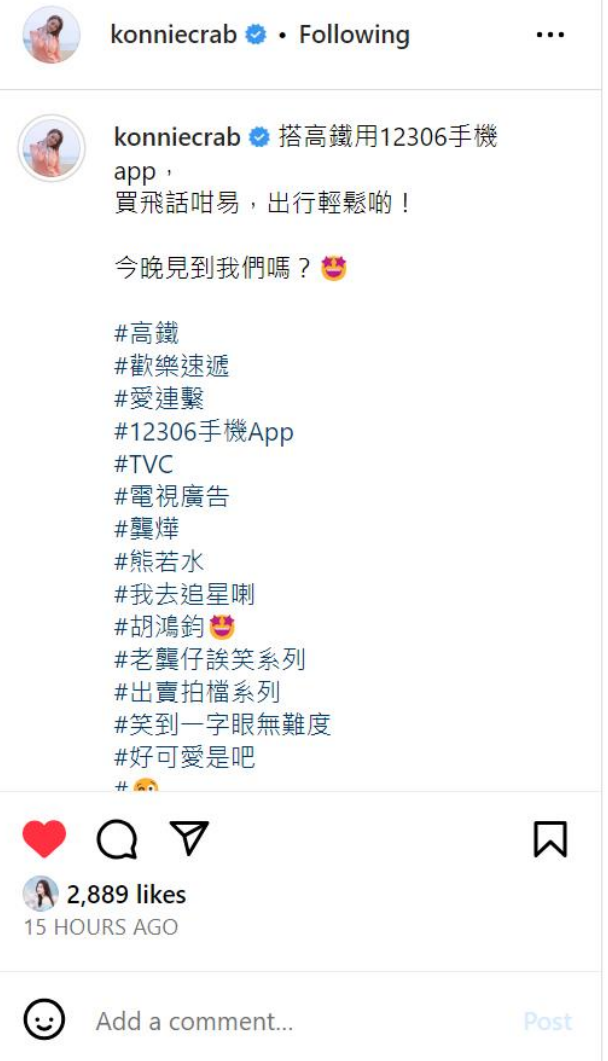 konniecrab • Following
konniecrab 搭高鐵用12306手機
app，
買飛話咁易，出行輕鬆啲！
今晚見到我們嗎？🤩
#高鐵
#歡樂速遞
#愛連繫
#12306手機App
#TVC
#電視廣告
#龔燁
#熊若水
#我去追星喇
#胡鴻鈞🤩
#老龔仔誒笑系列
#出賣拍檔系列
#笑到一字眼無難度
#好可愛是吧
#
2,889 likes
15 HOURS AGO
Add a comment...
Post